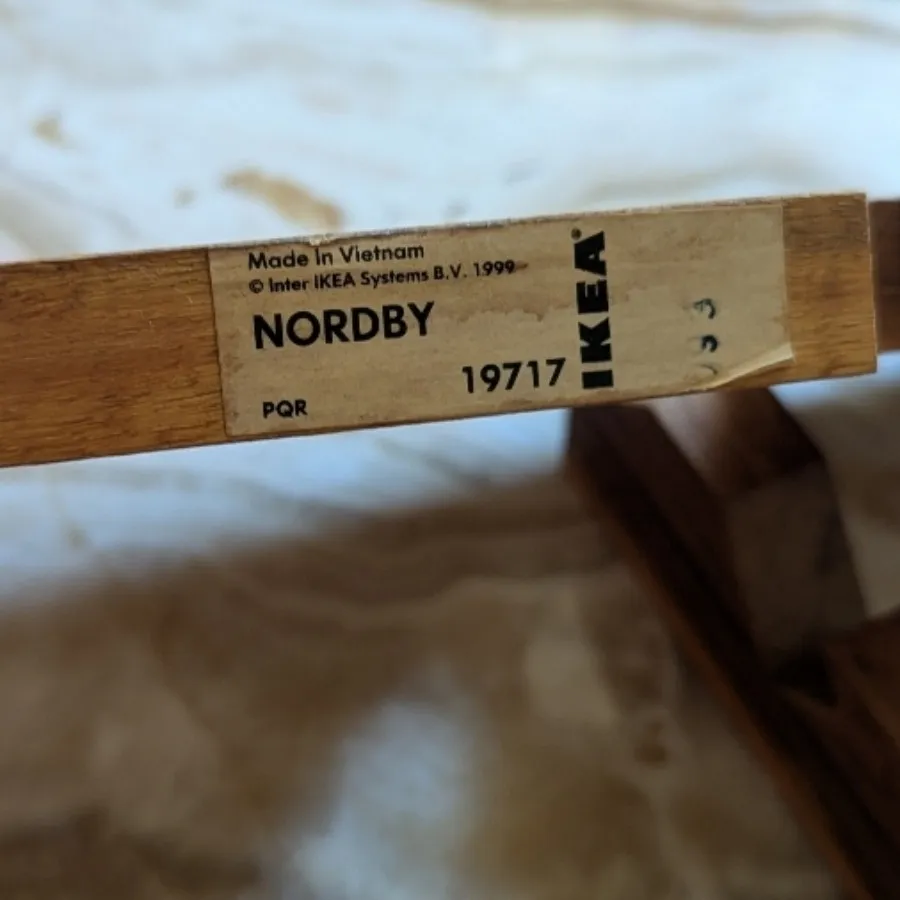 Made In Vietnam
© Inter IKEA Systems B.V. 1999
NORDBY
19717
PQR
IKEA®